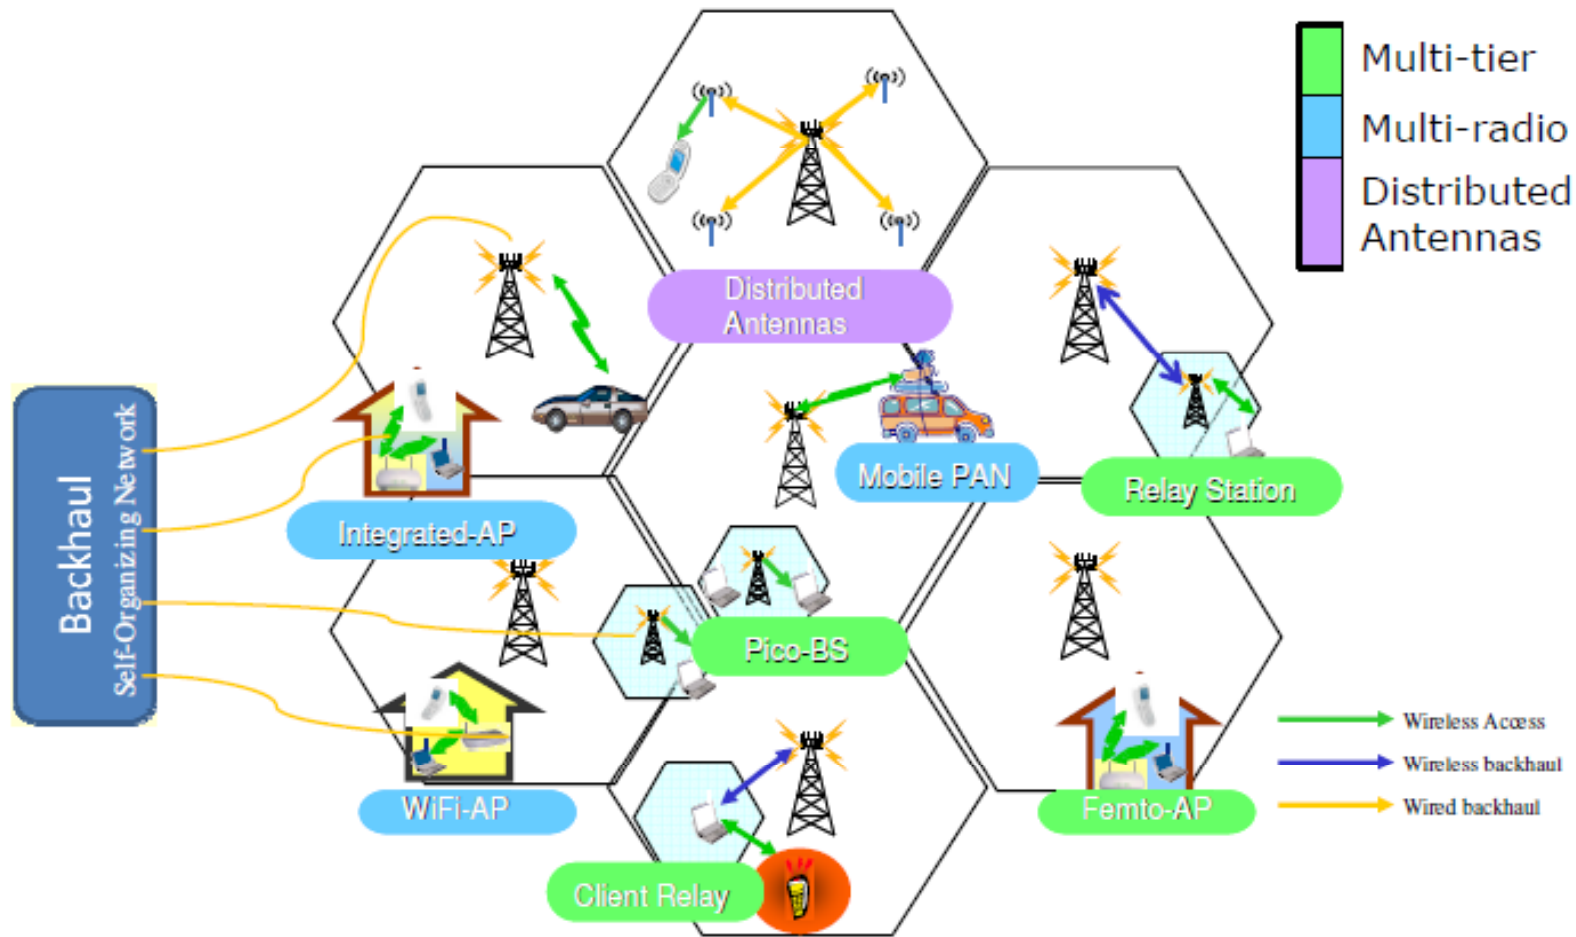 Multi-tier
Multi-radio
Distributed
Antennas
Distributed
Antennas
Mobile PAN
Relay Station
Integrated-AP
Backhaul
Self-Organizing Network
Pico-BS
WiFi-AP
Femto-AP
Client Relay
Wireless Access
Wireless backhaul
Wired backhaul